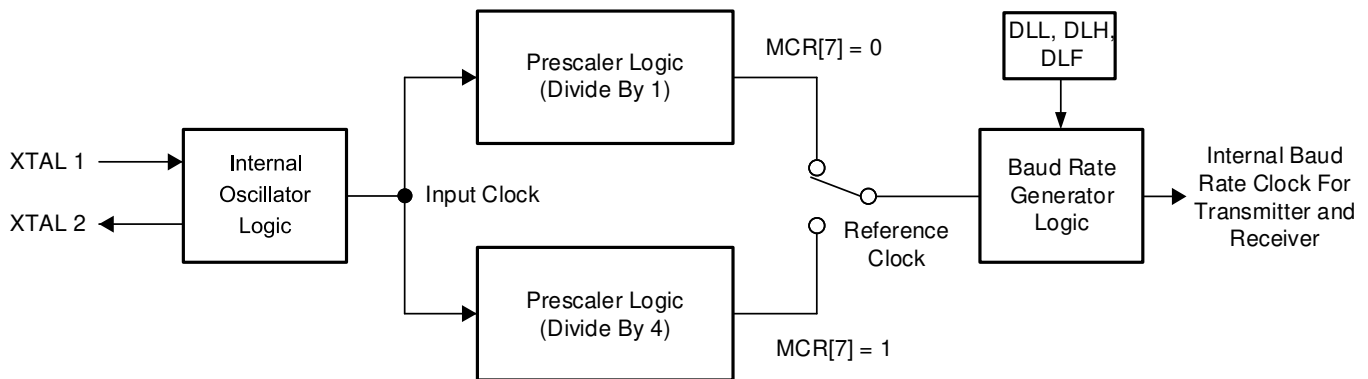 XTAL 1
XTAL 2
Internal
Oscillator
Logic
Input Clock
Prescaler Logic
(Divide By 1)
Prescaler Logic
(Divide By 4)
MCR[7] = 0
MCR[7] = 1
Reference
Clock
DLL, DLH,
DLF
Baud Rate
Generator
Logic
Internal Baud
Rate Clock For
Transmitter and
Receiver